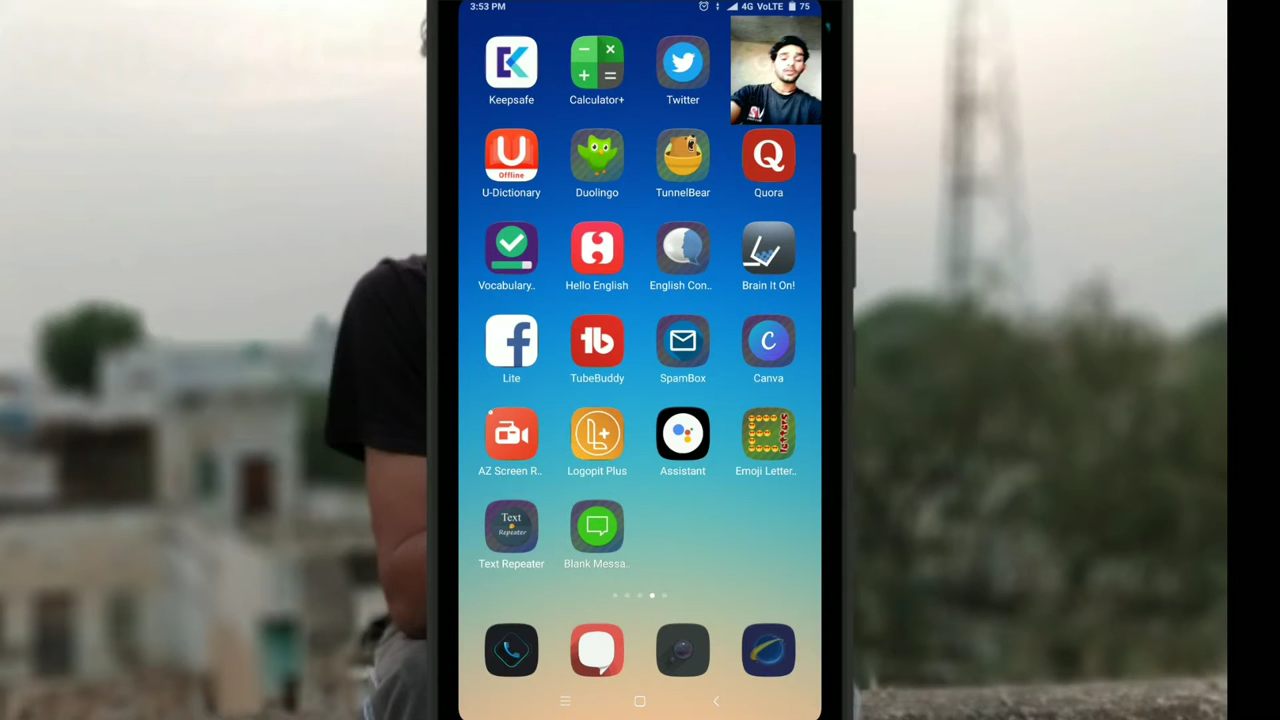 3:53 PM 4G VoLTE 75
Keepsafe Calculator+ Twitter
U Offline Q
U-Dictionary Duolingo TunnelBear Quora
Vocabulary.. Hello English English Con.. Brain It On!
f tb C
Lite TubeBuddy SpamBox Canva
AZ Screen R.. Logopit Plus Assistant Emoji Letter..
Text
Repeater
Text Repeater Blank Messa..